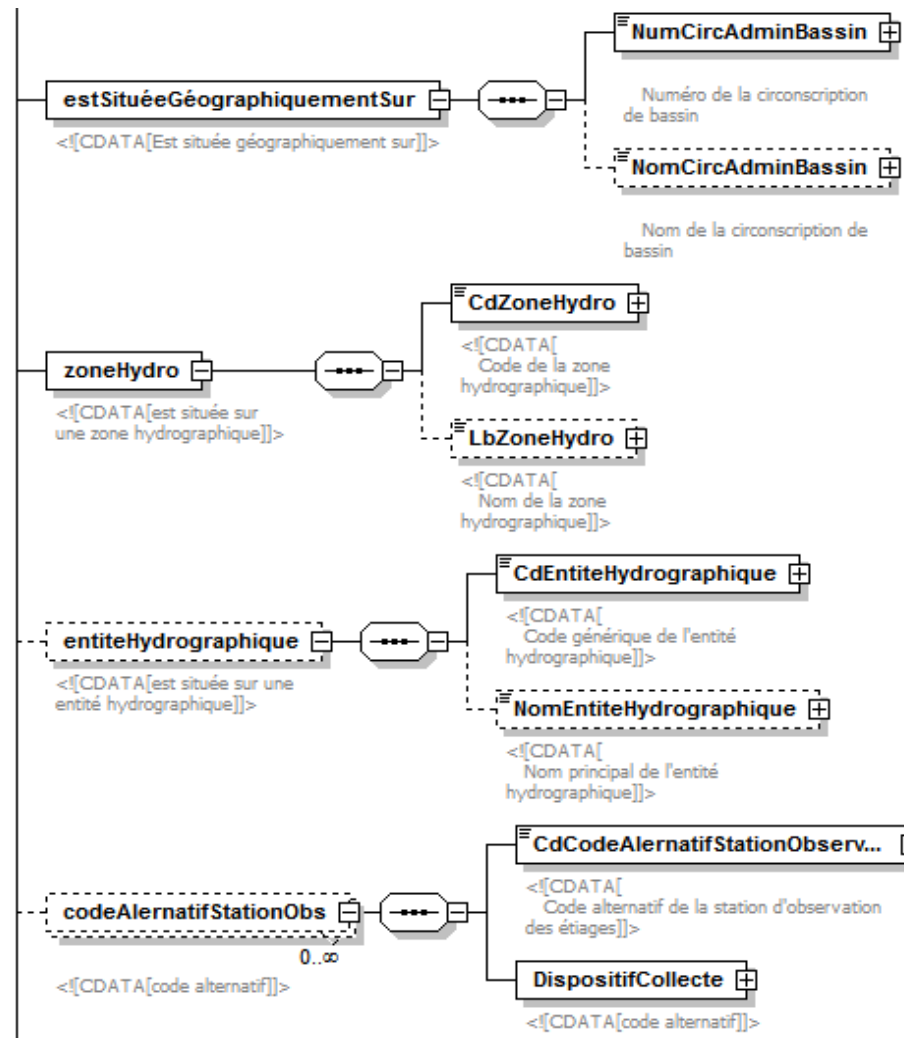 NumCircAdminBassin
Numéro de la circonscription
de bassin
estSituéeGéographiquementSur
<![CDATA[Est située géographiquement sur]]>
NomCircAdminBassin
Nom de la circonscription de
bassin
CdZoneHydro
<![CDATA[
Code de la zone
hydrographique]]>
zoneHydro
<![CDATA[est située sur
une zone hydrographique]]>
LbZoneHydro
<![CDATA[
Nom de la zone
hydrographique]]>
CdEntiteHydrographique
<![CDATA[
Code générique de l'entité
hydrographique]]>
entiteHydrographique
<![CDATA[est située sur une
entité hydrographique]]>
NomEntiteHydrographique
<![CDATA[
Nom principal de l'entité
hydrographique]]>
CdCodeAlernatifStationObserv...
<![CDATA[
Code alternatif de la station d'observation
des étiages]]>
codeAlernatifStationObs
0..∞
<![CDATA[code alternatif]]>
DispositifCollecte
<![CDATA[code alternatif]]>